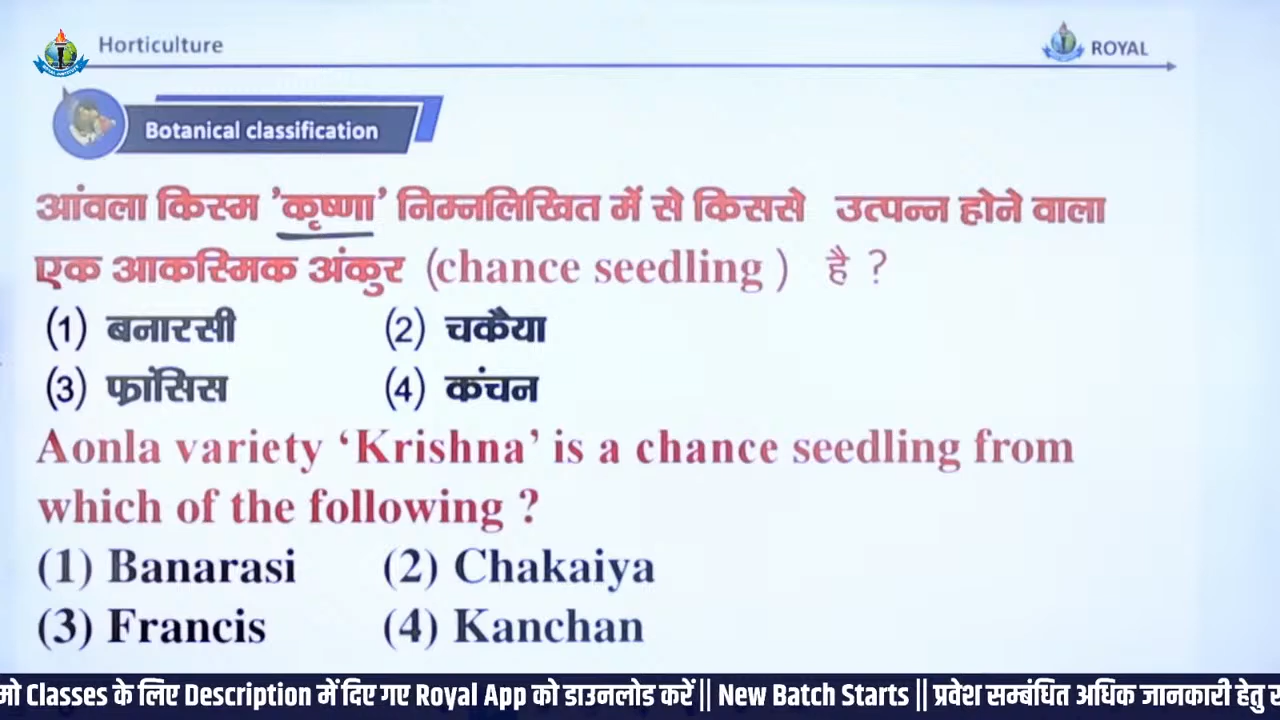 Horticulture
ROYAL
Botanical classification
आंवला किस्म 'कृष्णा' निम्नलिखित में से किससे उत्पन्न होने वाला
एक आकस्मिक अंकुर (chance seedling ) है ?
(1) बनारसी (2) चकैया
(3) फ्रांसिस (4) कंचन
Aonla variety ‘Krishna’ is a chance seedling from
which of the following ?
(1) Banarasi (2) Chakaiya
(3) Francis (4) Kanchan
Classes के लिए Description में दिए गए Royal App को डाउनलोड करें || New Batch Starts || प्रवेश सम्बंधित अधिक जानकारी हेतु